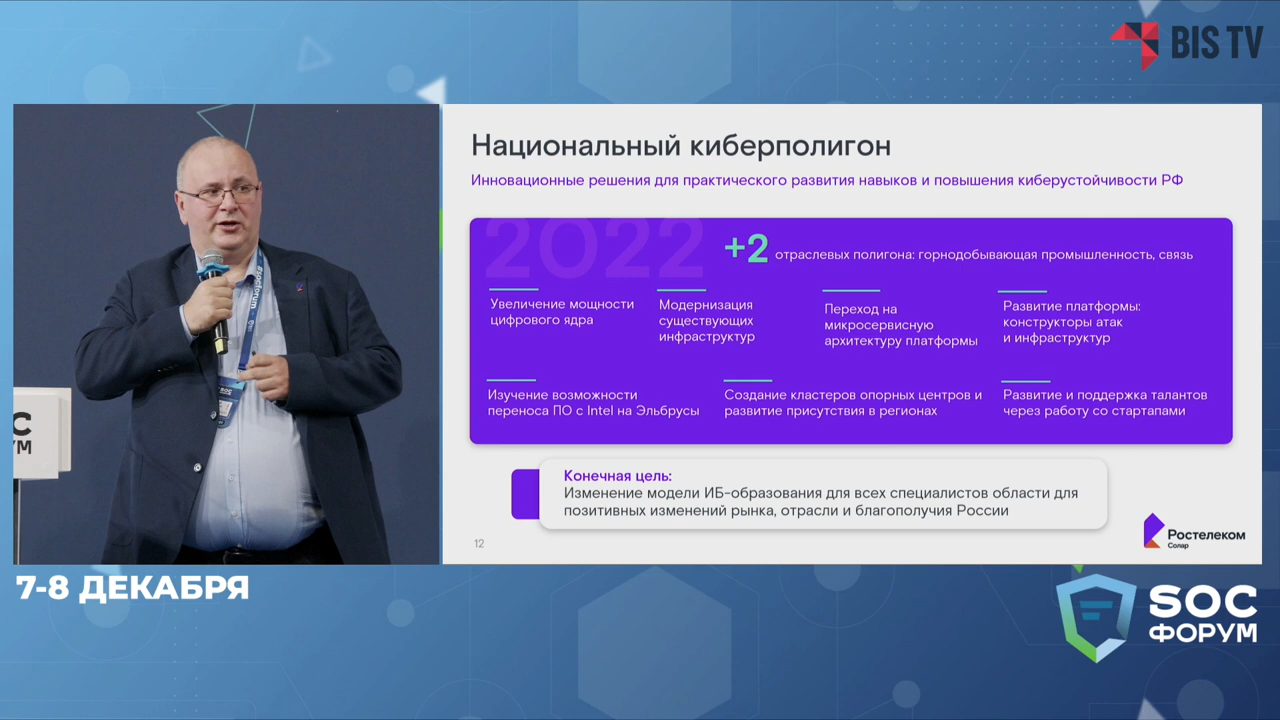 BIS TV
Национальный киберполигон
Инновационные решения для практического развития навыков и повышения киберустойчивости РФ
2022
+2 отраслевых полигона: горнодобывающая промышленность, связь
Увеличение мощности
цифрового ядра
Модернизация
существующих
инфраструктур
Переход на
микросервисную
архитектуру платформы
Развитие платформы:
конструкторы атак
и инфраструктур
Изучение возможности
переноса ПО с Intel на Эльбрусы
Создание кластеров опорных центров и
развитие присутствия в регионах
Развитие и поддержка талантов
через работу со стартапами
Конечная цель:
Изменение модели ИБ-образования для всех специалистов области для
позитивных изменений рынка, отрасли и благополучия России
12
Ростелеком
Солар
#socforum
SOC
7-8 ДЕКАБРЯ
SOC
ФОРУМ